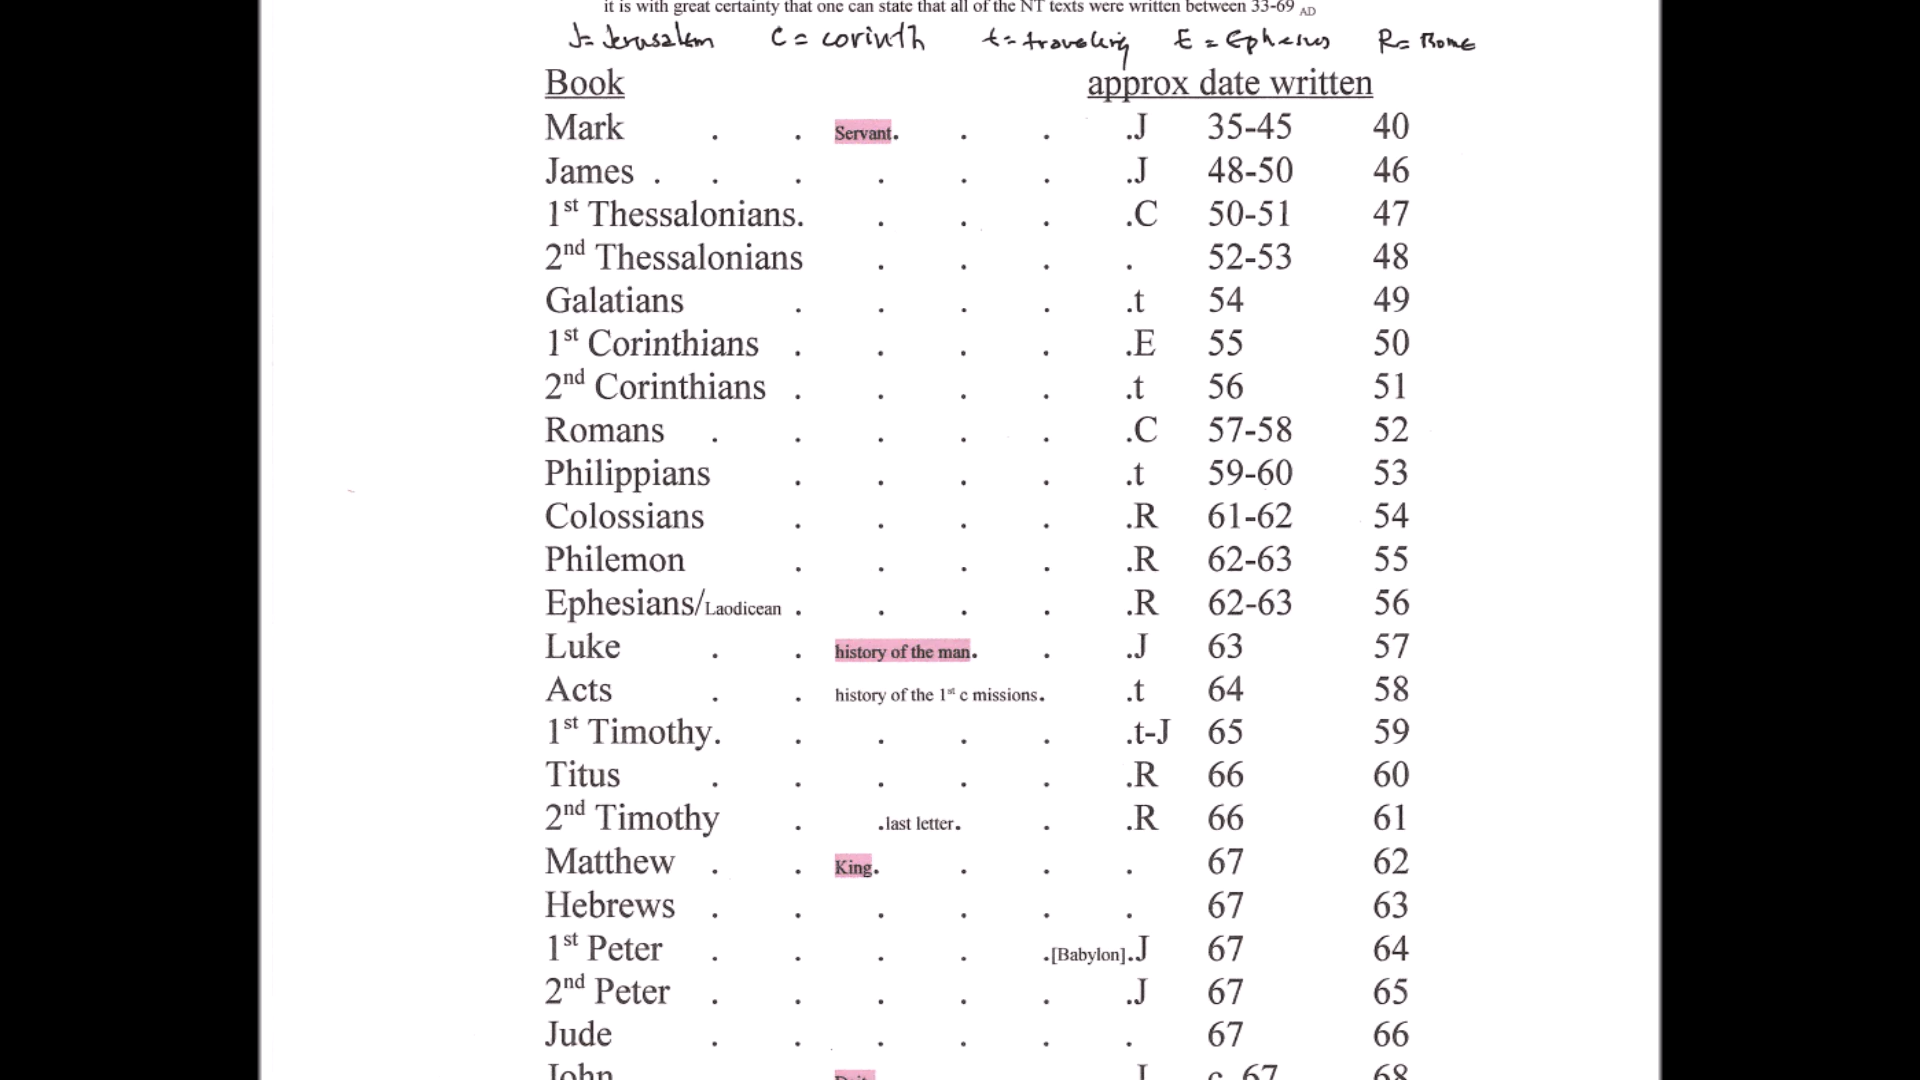 it is with great certainty that one can state that all of the NT texts were written between 33-69 AD
J= Jerusalem C = corinth t = traveling E = Ephesus R= Rome
Book approx date written
Mark . . Servant. . . .J 35-45 40
James . . . . . . .J 48-50 46
1st Thessalonians. . . . .C 50-51 47
2nd Thessalonians . . . . 52-53 48
Galatians . . . . .t 54 49
1st Corinthians . . . . .E 55 50
2nd Corinthians . . . . .t 56 51
Romans . . . . . .C 57-58 52
Philippians . . . . .t 59-60 53
Colossians . . . . .R 61-62 54
Philemon . . . . .R 62-63 55
Ephesians/Laodicean . . . . .R 62-63 56
Luke . . history of the man. . .J 63 57
Acts . . history of the 1st c missions. .t 64 58
1st Timothy. . . . . .t-J 65 59
Titus . . . . . .R 66 60
2nd Timothy . .last letter. . .R 66 61
Matthew . . King. . . . 67 62
Hebrews . . . . . . 67 63
1st Peter . . . . .[Babylon].J 67 64
2nd Peter . . . . . .J 67 65
Jude . . . . . . 67 66
John J c. 67 68